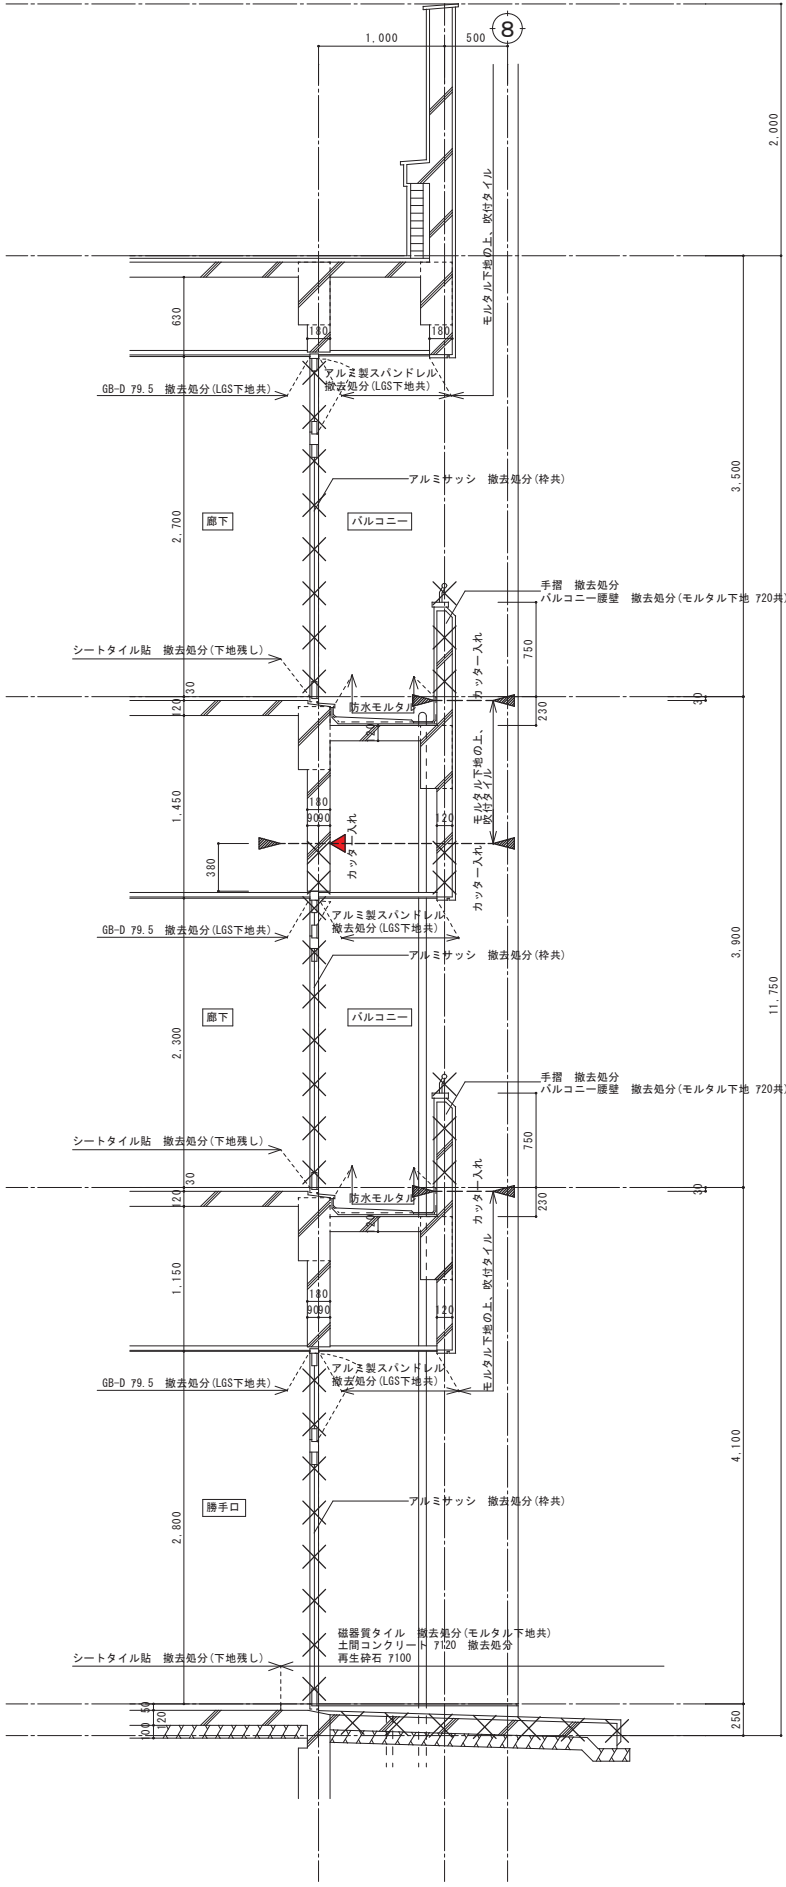 ⑧
1,000
500
2,000
モルタル下地の上、吹付タイル
630
180
180
アルミ製スパンドレル
撤去処分(LGS下地共)
GB-D ｱ9.5 撤去処分(LGS下地共)
アルミサッシ 撤去処分(枠共)
3,500
2,700
廊下
バルコニー
手摺 撤去処分
バルコニー腰壁 撤去処分(モルタル下地 ｱ20共)
750
カッター入れ
シートタイル貼 撤去処分(下地残し)
30
120
防水モルタル
30
230
120
モルタル下地の上、
吹付タイル
1,450
180
90
90
120
カッター入れ
カッター入れ
380
アルミ製スパンドレル
撤去処分(LGS下地共)
GB-D ｱ9.5 撤去処分(LGS下地共)
アルミサッシ 撤去処分(枠共)
3,900
11,750
廊下
バルコニー
2,300
手摺 撤去処分
バルコニー腰壁 撤去処分(モルタル下地 ｱ20共)
750
カッター入れ
シートタイル貼 撤去処分(下地残し)
30
120
防水モルタル
30
230
120
モルタル下地の上、吹付タイル
1,150
180
90
90
120
アルミ製スパンドレル
撤去処分(LGS下地共)
GB-D ｱ9.5 撤去処分(LGS下地共)
4,100
アルミサッシ 撤去処分(枠共)
勝手口
2,800
磁器質タイル 撤去処分(モルタル下地共)
土間コンクリート ｱ120 撤去処分
再生砕石 ｱ100
シートタイル貼 撤去処分(下地残し)
50
120
100
250